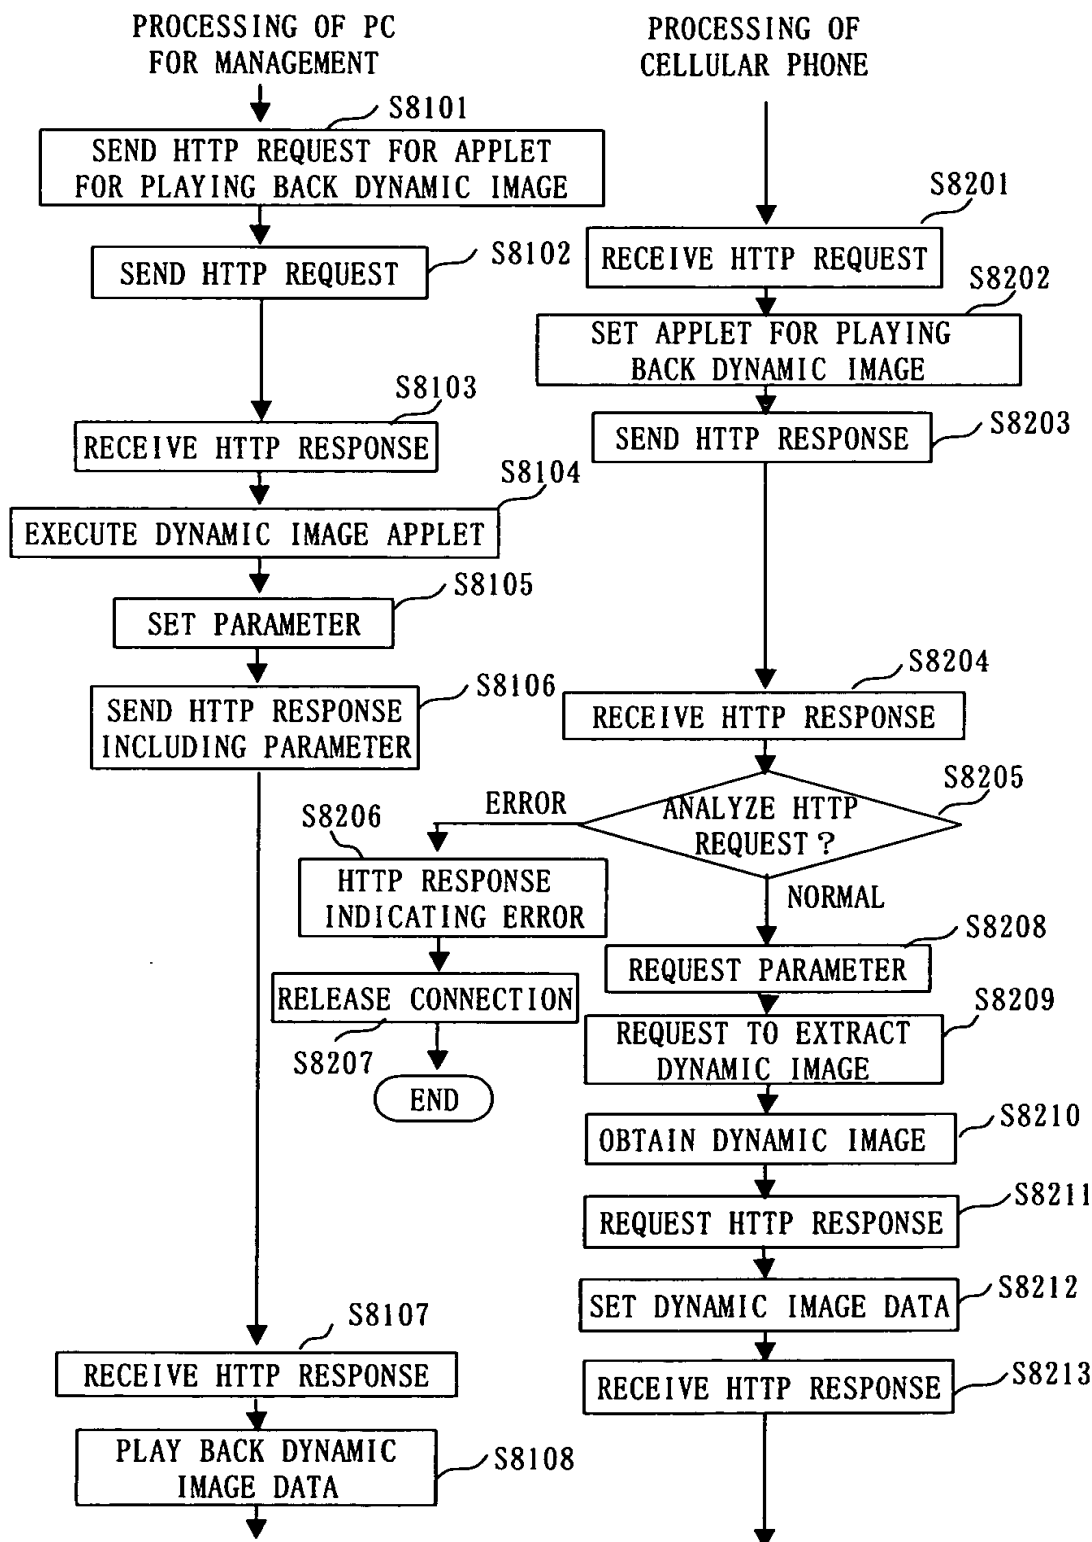 PROCESSING OF PC
FOR MANAGEMENT
S8101
SEND HTTP REQUEST FOR APPLET
FOR PLAYING BACK DYNAMIC IMAGE
SEND HTTP REQUEST
S8102
S8103
RECEIVE HTTP RESPONSE
S8104
EXECUTE DYNAMIC IMAGE APPLET
S8105
SET PARAMETER
S8106
SEND HTTP RESPONSE
INCLUDING PARAMETER
S8107
RECEIVE HTTP RESPONSE
PLAY BACK DYNAMIC
IMAGE DATA
S8108
PROCESSING OF
CELLULAR PHONE
S8201
RECEIVE HTTP REQUEST
S8202
SET APPLET FOR PLAYING
BACK DYNAMIC IMAGE
SEND HTTP RESPONSE
S8203
S8204
RECEIVE HTTP RESPONSE
S8205
ANALYZE HTTP
REQUEST?
ERROR
S8206
HTTP RESPONSE
INDICATING ERROR
RELEASE CONNECTION
S8207
END
NORMAL
S8208
REQUEST PARAMETER
S8209
REQUEST TO EXTRACT
DYNAMIC IMAGE
S8210
OBTAIN DYNAMIC IMAGE
S8211
REQUEST HTTP RESPONSE
S8212
SET DYNAMIC IMAGE DATA
S8213
RECEIVE HTTP RESPONSE